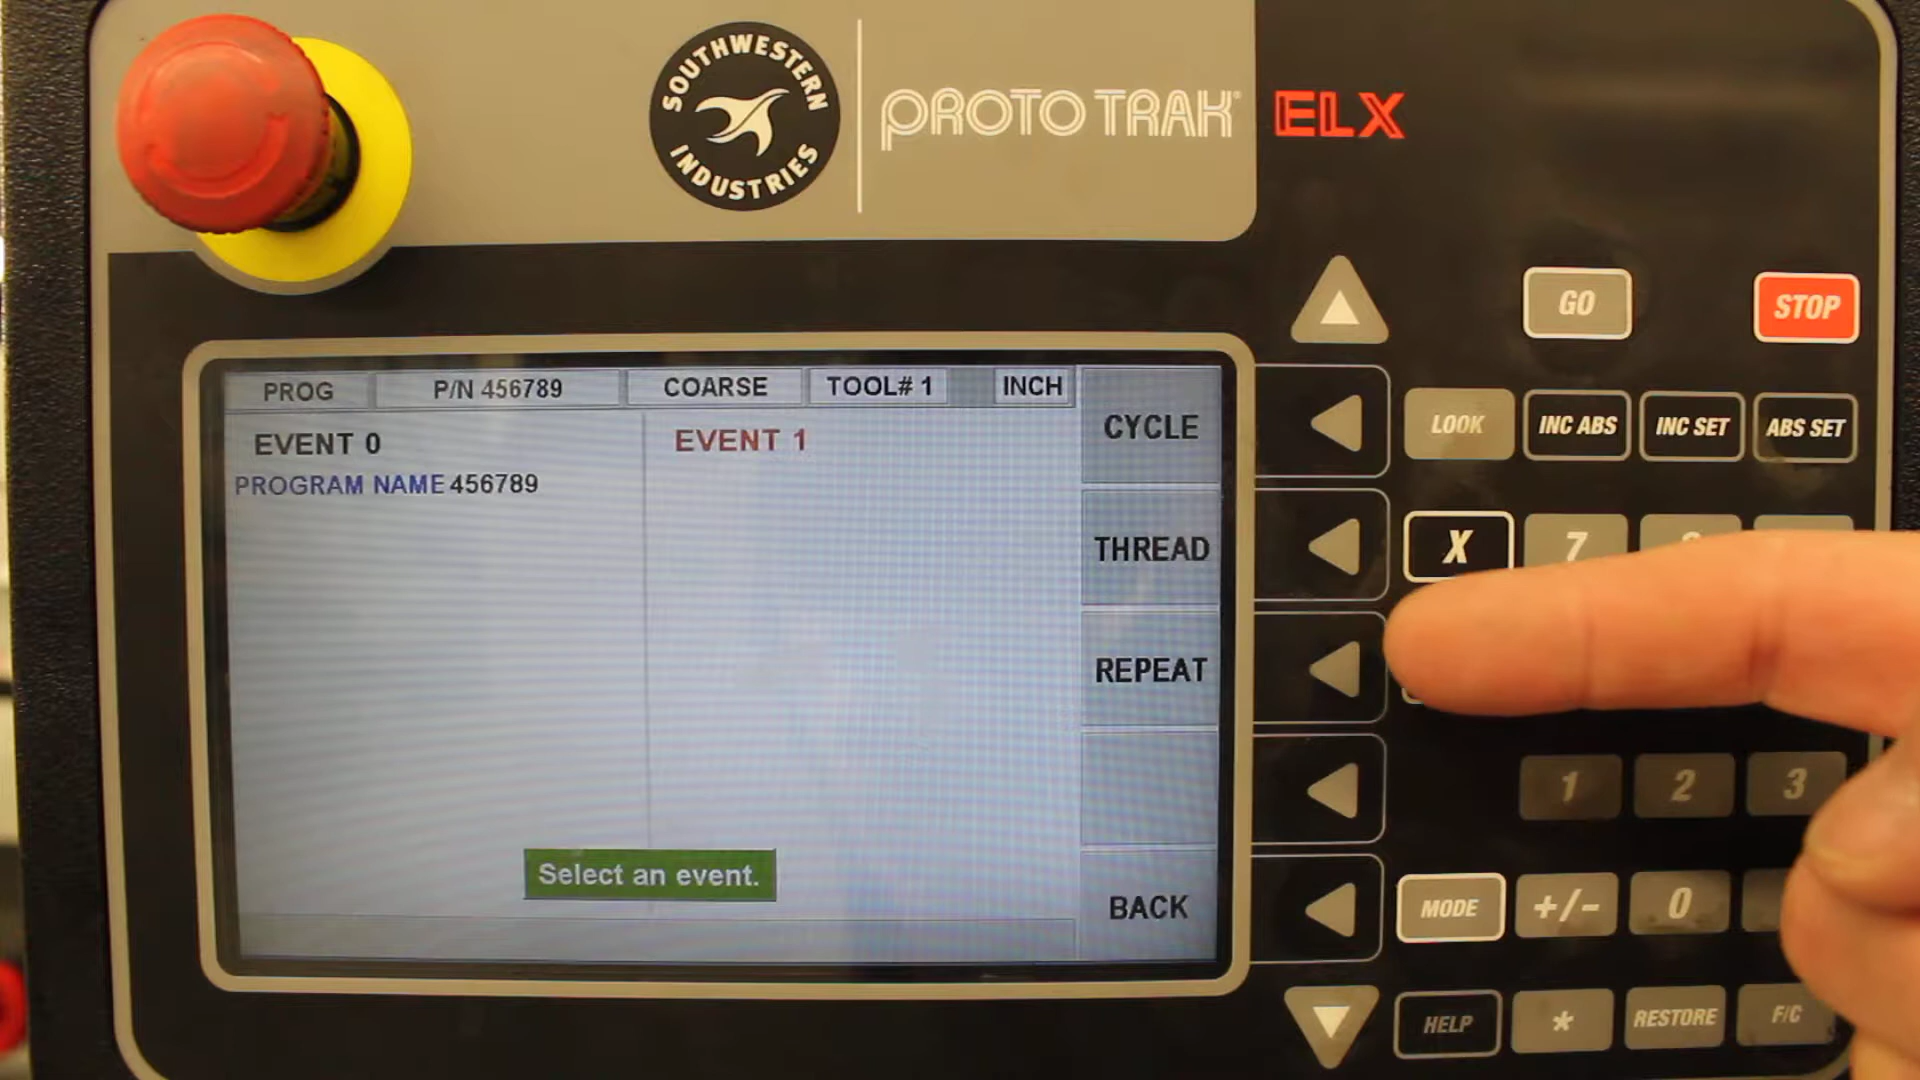 SOUTHWESTERN
INDUSTRIES
PROTO TRAK® ELX
GO
STOP
PROG
P/N 456789
COARSE
TOOL# 1
INCH
EVENT 0
EVENT 1
PROGRAM NAME 456789
Select an event.
CYCLE
THREAD
REPEAT
BACK
LOOK
INC ABS
INC SET
ABS SET
X
7
1
2
3
MODE
+/-
0
HELP
*
RESTORE
F/C